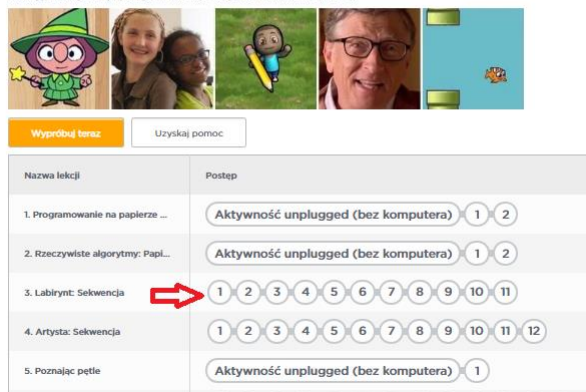 Wypróbuj teraz
Uzyskaj pomoc
Nazwa lekcji Postęp
1. Programowanie na papierze ... Aktywność unplugged (bez komputera) 1 2
2. Rzeczywiste algorytmy: Papi... Aktywność unplugged (bez komputera) 1 2
3. Labirynt: Sekwencja 1 2 3 4 5 6 7 8 9 10 11
4. Artysta: Sekwencja 1 2 3 4 5 6 7 8 9 10 11 12
5. Poznając pętle Aktywność unplugged (bez komputera) 1